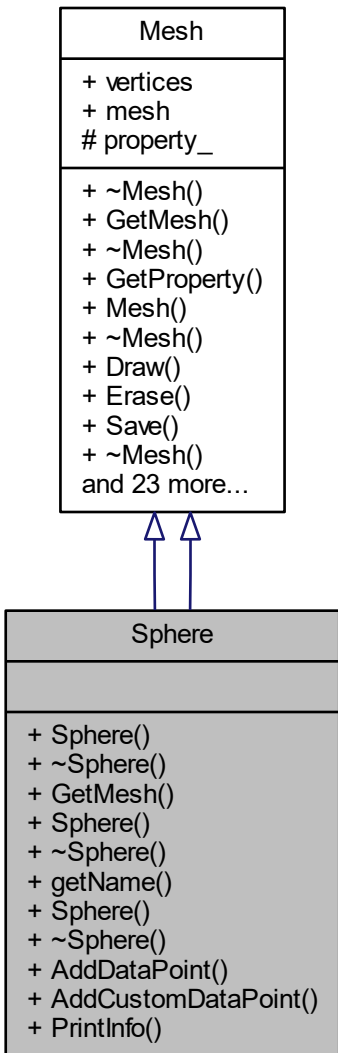 Mesh
+ vertices
+ mesh
# property_
+ ~Mesh()
+ GetMesh()
+ ~Mesh()
+ GetProperty()
+ Mesh()
+ ~Mesh()
+ Draw()
+ Erase()
+ Save()
+ ~Mesh()
and 23 more...
Sphere
+ Sphere()
+ ~Sphere()
+ GetMesh()
+ Sphere()
+ ~Sphere()
+ getName()
+ Sphere()
+ ~Sphere()
+ AddDataPoint()
+ AddCustomDataPoint()
+ PrintInfo()